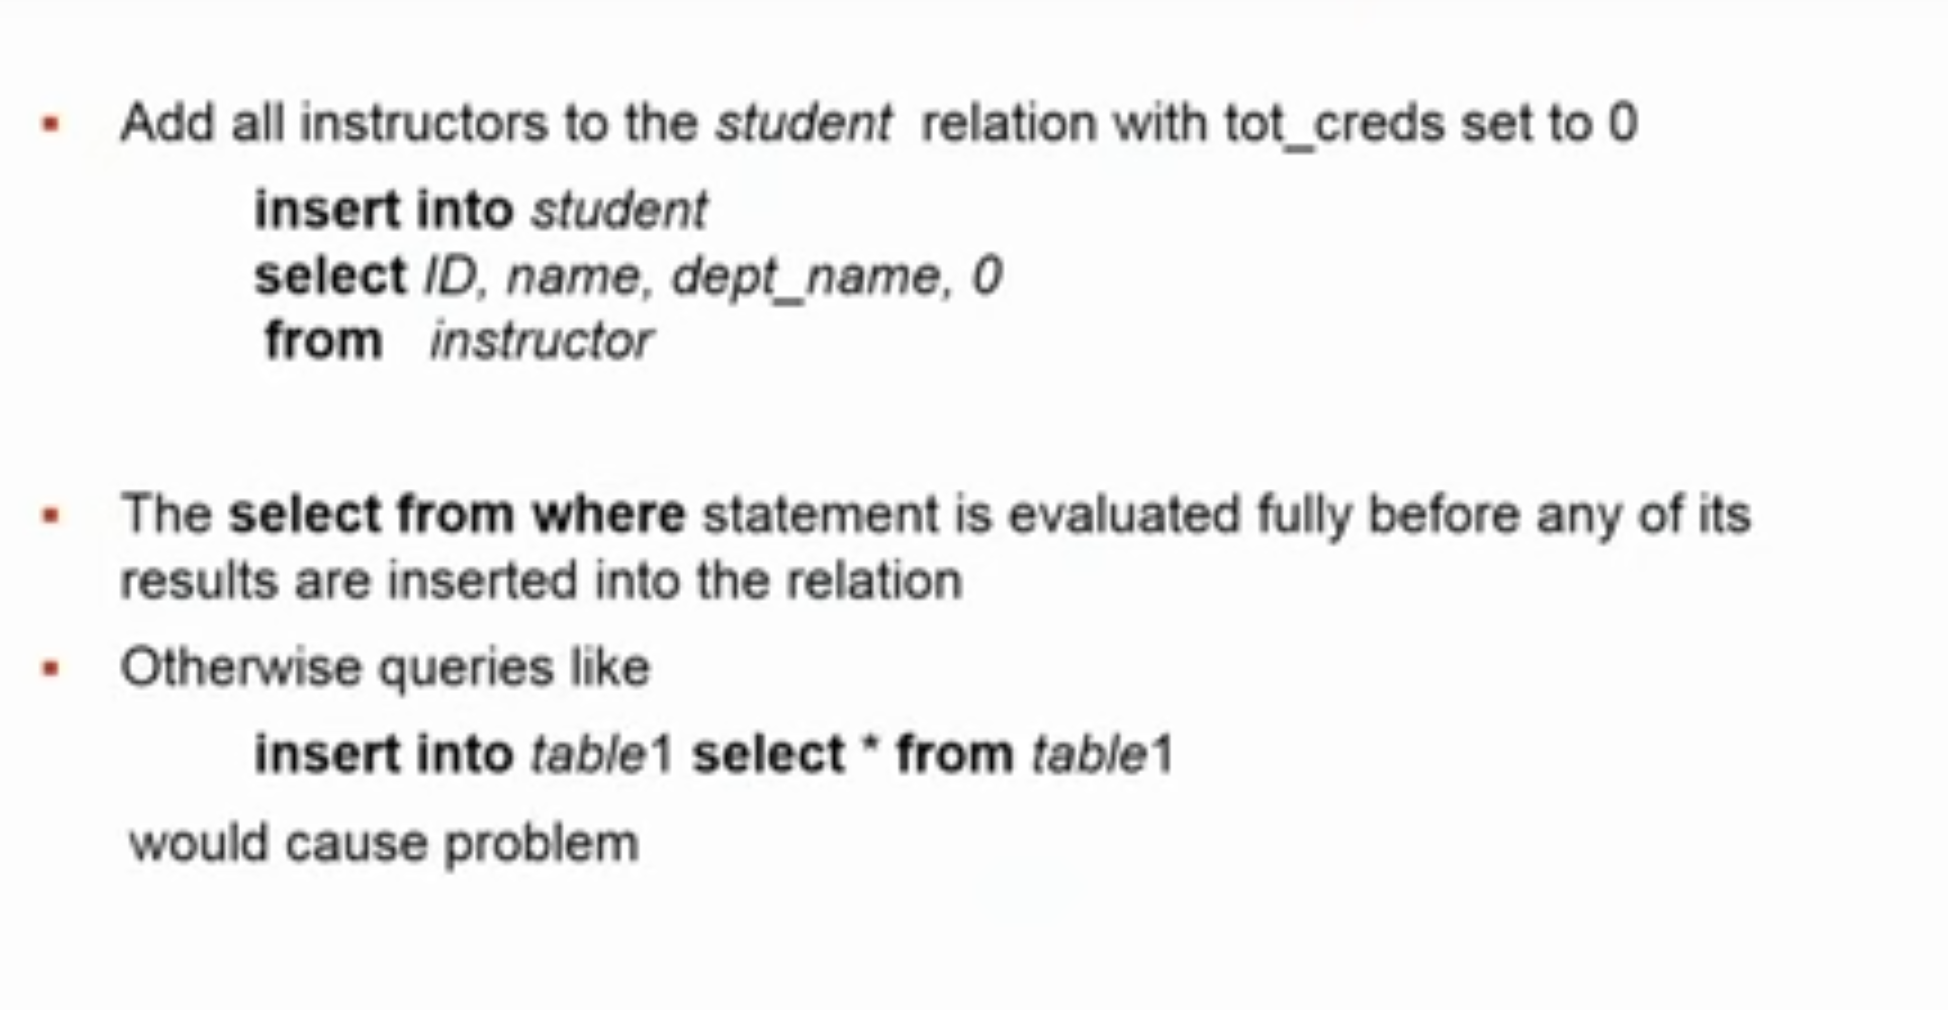 Add all instructors to the student relation with tot_creds set to 0
insert into student
select ID, name, dept_name, 0
from instructor
The select from where statement is evaluated fully before any of its
results are inserted into the relation
Otherwise queries like
insert into table1 select * from table1
would cause problem